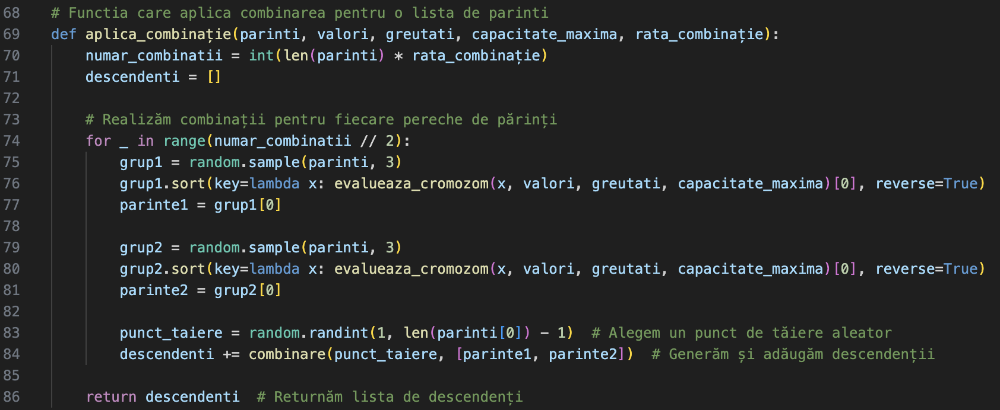 68 # Functia care aplica combinarea pentru o lista de parinti
69 def aplica_combinație(parinti, valori, greutati, capacitate_maxima, rata_combinație):
70     numar_combinatii = int(len(parinti) * rata_combinație)
71     descendenti = []
72
73     # Realizăm combinații pentru fiecare pereche de părinți
74     for _ in range(numar_combinatii // 2):
75         grup1 = random.sample(parinti, 3)
76         grup1.sort(key=lambda x: evalueaza_cromozom(x, valori, greutati, capacitate_maxima)[0], reverse=True)
77         parinte1 = grup1[0]
78
79         grup2 = random.sample(parinti, 3)
80         grup2.sort(key=lambda x: evalueaza_cromozom(x, valori, greutati, capacitate_maxima)[0], reverse=True)
81         parinte2 = grup2[0]
82
83         punct_taiere = random.randint(1, len(parinti[0]) - 1)  # Alegem un punct de tăiere aleator
84         descendenti += combinare(punct_taiere, [parinte1, parinte2])  # Generăm și adăugăm descendenții
85
86     return descendenti  # Returnăm lista de descendenți